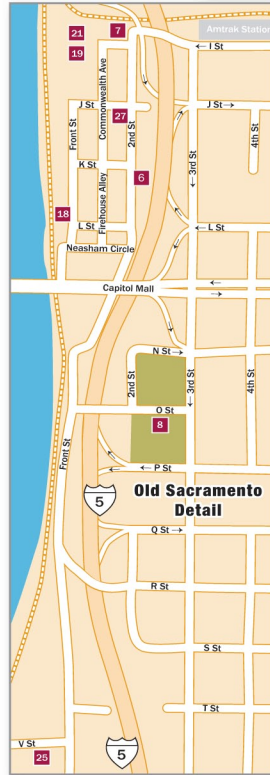 21
7
Amtrak Station
19
← I St
Commonwealth Ave
J St
J St →
27
Front St
2nd St
4th St
K St
← 3rd St
6
Firehouse Alley
18
L St
← L St
Neasham Circle
Capitol Mall
←
→
N St →
2nd St
← 3rd St
4th St
O St
8
Front St
← P St
5
Old Sacramento
Detail
Q St →
R St
S St
T St
V St
5
25